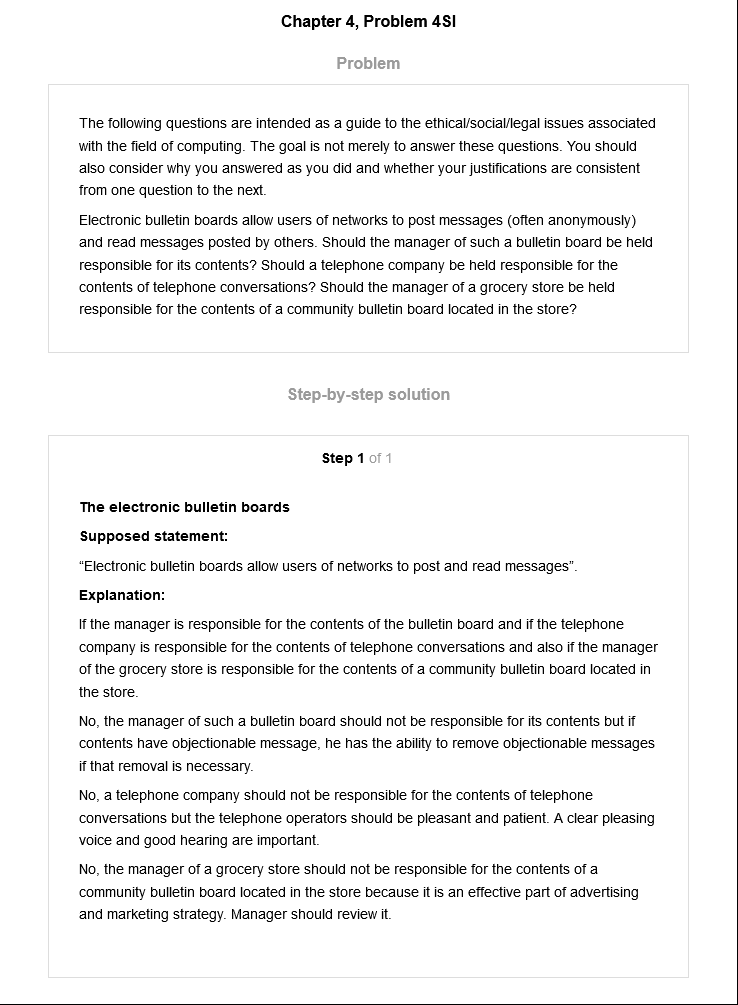 Chapter 4, Problem 4SI
Problem
The following questions are intended as a guide to the ethical/social/legal issues associated
with the field of computing. The goal is not merely to answer these questions. You should
also consider why you answered as you did and whether your justifications are consistent
from one question to the next.
Electronic bulletin boards allow users of networks to post messages (often anonymously)
and read messages posted by others. Should the manager of such a bulletin board be held
responsible for its contents? Should a telephone company be held responsible for the
contents of telephone conversations? Should the manager of a grocery store be held
responsible for the contents of a community bulletin board located in the store?
Step-by-step solution
Step 1 of 1
The electronic bulletin boards
Supposed statement:
“Electronic bulletin boards allow users of networks to post and read messages”.
Explanation:
If the manager is responsible for the contents of the bulletin board and if the telephone
company is responsible for the contents of telephone conversations and also if the manager
of the grocery store is responsible for the contents of a community bulletin board located in
the store.
No, the manager of such a bulletin board should not be responsible for its contents but if
contents have objectionable message, he has the ability to remove objectionable messages
if that removal is necessary.
No, a telephone company should not be responsible for the contents of telephone
conversations but the telephone operators should be pleasant and patient. A clear pleasing
voice and good hearing are important.
No, the manager of a grocery store should not be responsible for the contents of a
community bulletin board located in the store because it is an effective part of advertising
and marketing strategy. Manager should review it.